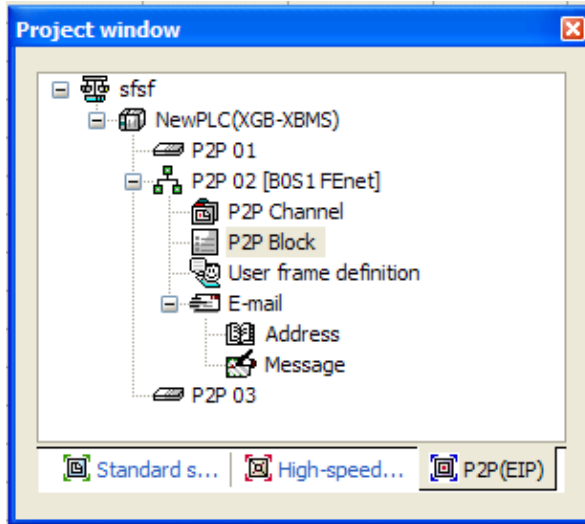 Project window
sfsf
NewPLC(XGB-XBMS)
P2P 01
P2P 02 [B0S1 FEnet]
P2P Channel
P2P Block
User frame definition
E-mail
Address
Message
P2P 03
Standard s... High-speed... P2P(EIP)